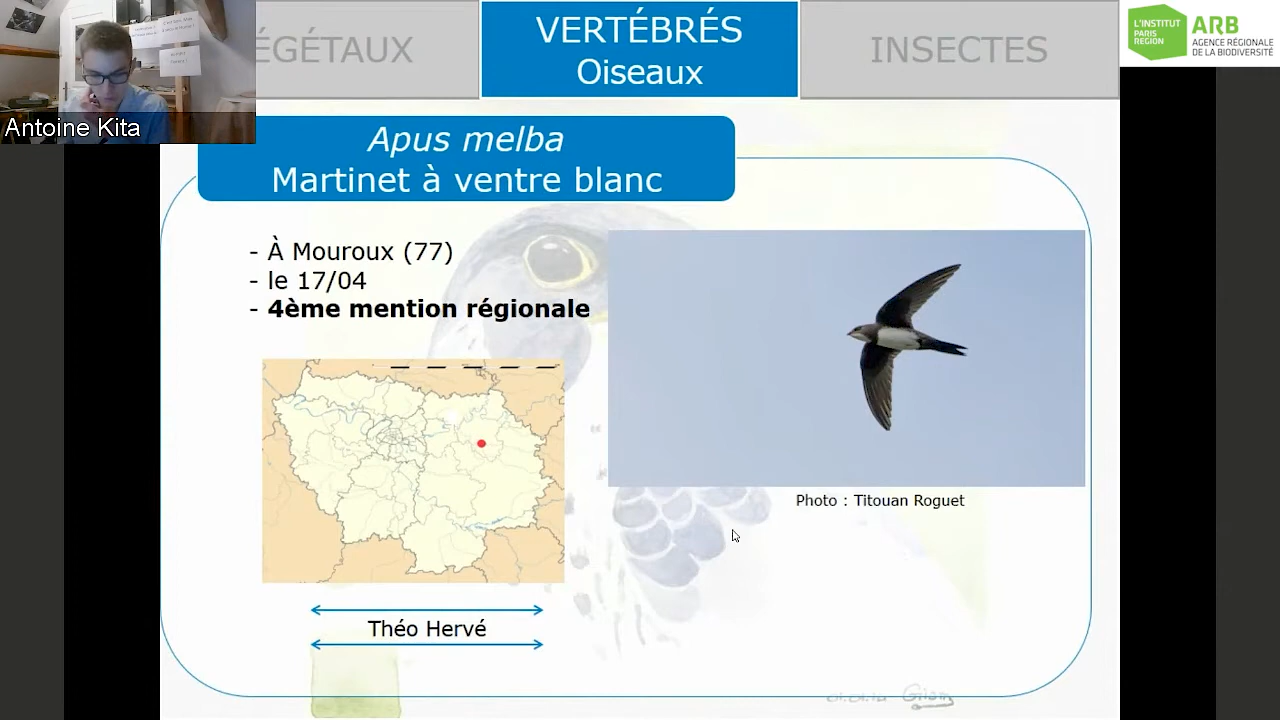 ÉGÉTAUX
VERTÉBRÉS
Oiseaux
INSECTES
L'INSTITUT
PARIS
REGION
ARB
AGENCE RÉGIONALE
DE LA BIODIVERSITÉ
Antoine Kita
Apus melba
Martinet à ventre blanc
- À Mouroux (77)
- le 17/04
- 4ème mention régionale
Photo : Titouan Roguet
Théo Hervé